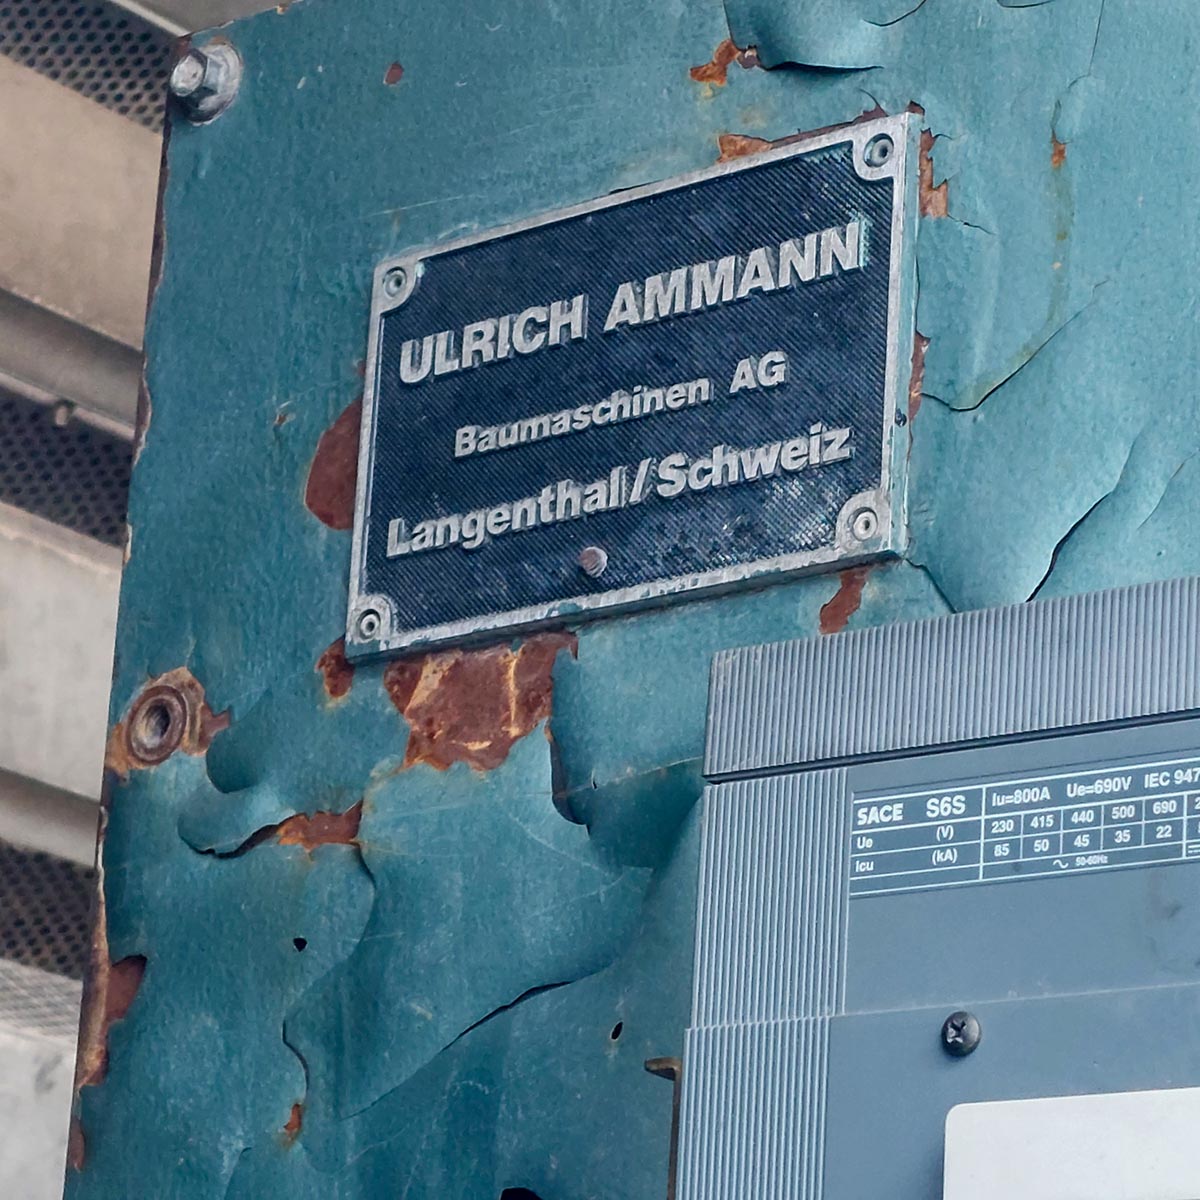 ULRICH AMMANN
Baumaschinen AG
Langenthal/Schweiz
SACE S6S Iu=800A Ue=690V IEC 947
Ue (V) 230 415 440 500 690
Icu (kA) 85 50 45 35 22
50-60Hz